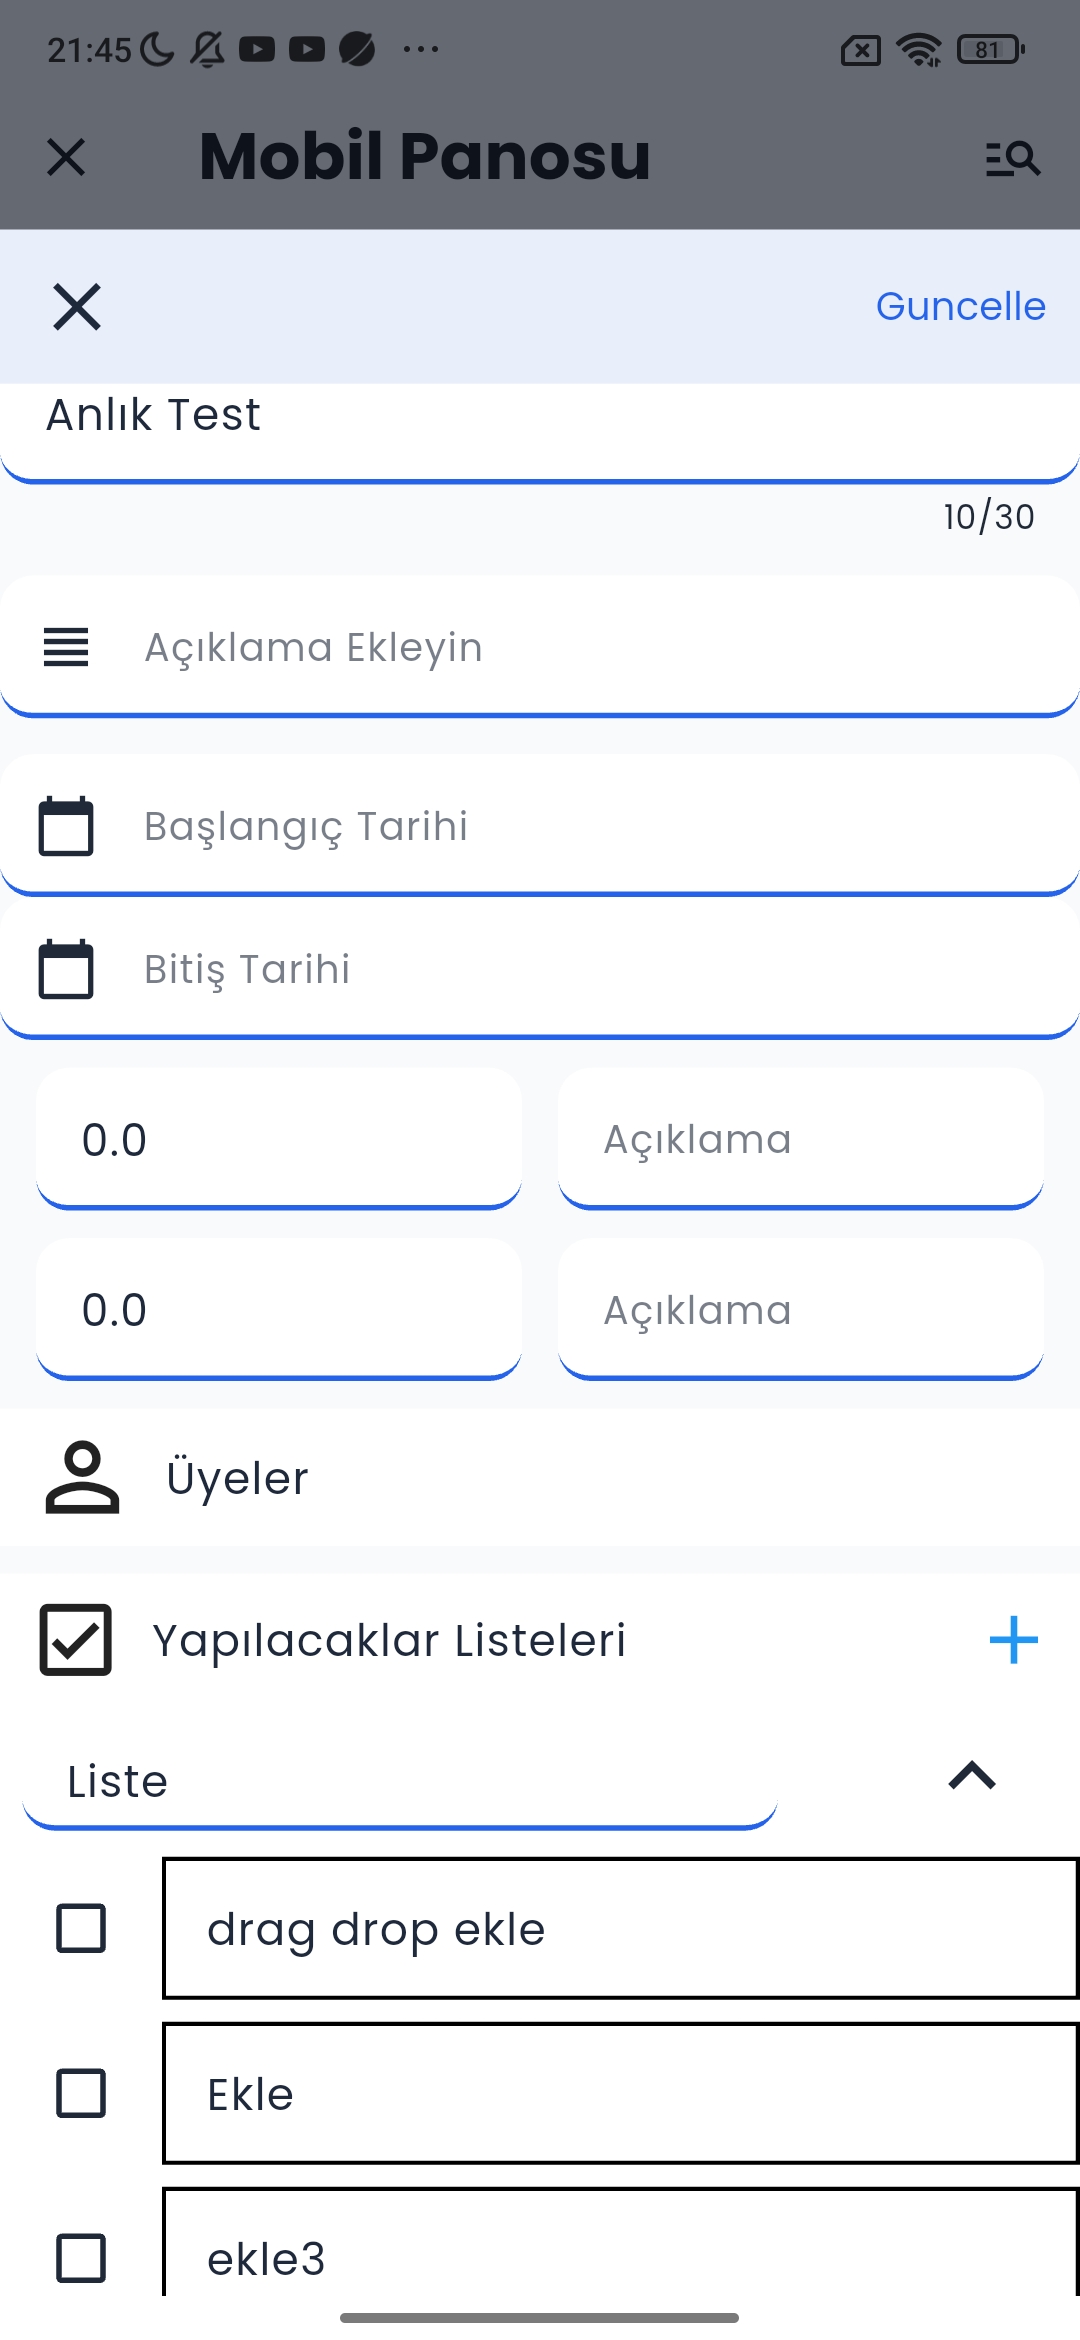 21:45
81
Mobil Panosu
Guncelle
Anlık Test
10/30
Açıklama Ekleyin
Başlangıç Tarihi
Bitiş Tarihi
0.0 Açıklama
0.0 Açıklama
Üyeler
Yapılacaklar Listeleri
Liste
drag drop ekle
Ekle
ekle3